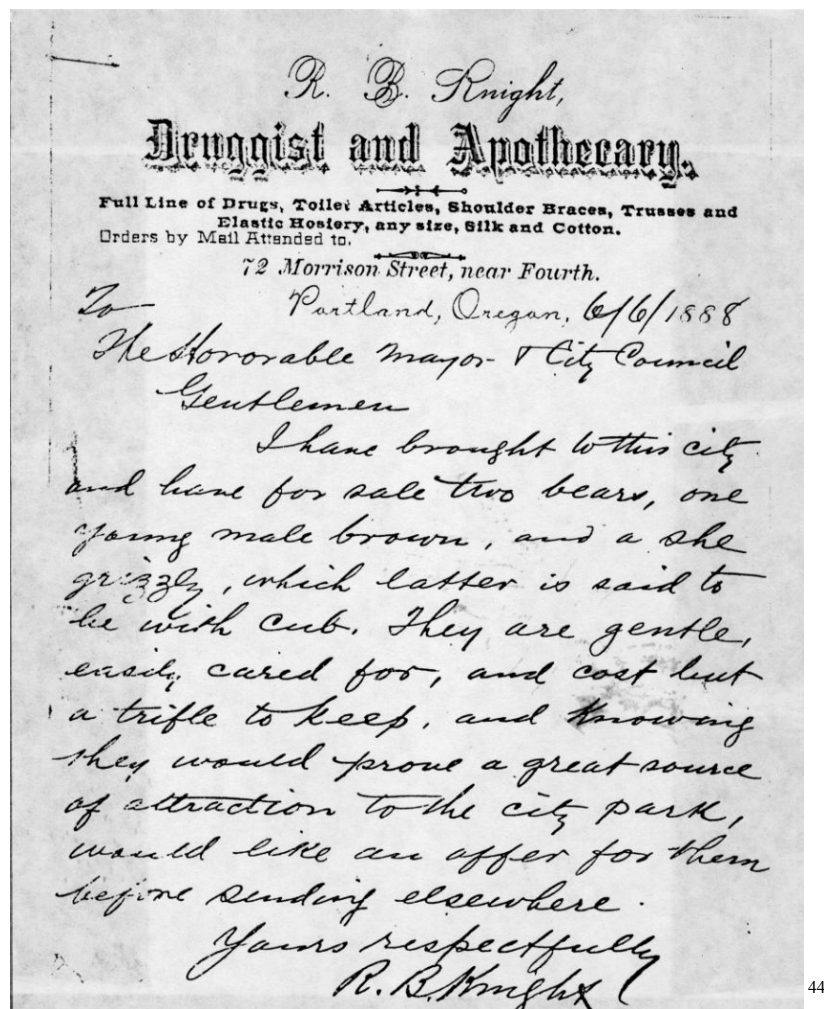 R. B. Knight,
Druggist and Apothecary.
Full Line of Drugs, Toilet Articles, Shoulder Braces, Trusses and
Elastic Hosiery, any size, Silk and Cotton.
Orders by Mail Attended to.
72 Morrison Street, near Fourth.
To
Portland, Oregon, 6/6/1888
The Honorable Mayor & City Council
Gentlemen
I have brought to this city
and have for sale two bears, one
young male brown, and a she
grizzly, which latter is said to
be with cub. They are gentle,
easily cared for, and cost but
a trifle to keep, and knowing
they would prove a great source
of attraction to the city park,
would like an offer for them
before sending elsewhere.
Yours respectfully
R. B. Knight
44